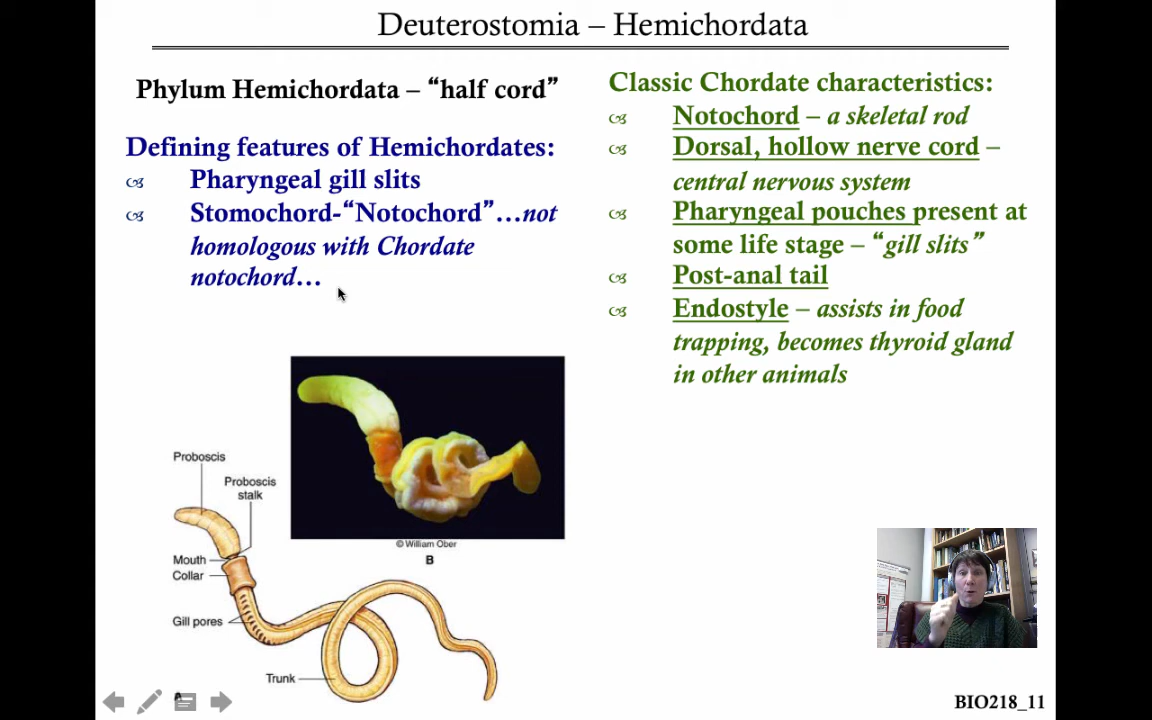 Deuterostomia – Hemichordata
Phylum Hemichordata – “half cord”
Defining features of Hemichordates:
Pharyngeal gill slits
Stomochord-“Notochord”…not
homologous with Chordate
notochord…
Classic Chordate characteristics:
Notochord – a skeletal rod
Dorsal, hollow nerve cord –
central nervous system
Pharyngeal pouches present at
some life stage – “gill slits”
Post-anal tail
Endostyle – assists in food
trapping, becomes thyroid gland
in other animals
© William Ober
B
Proboscis
Proboscis
stalk
Mouth
Collar
Gill pores
Trunk
A
BIO218_11